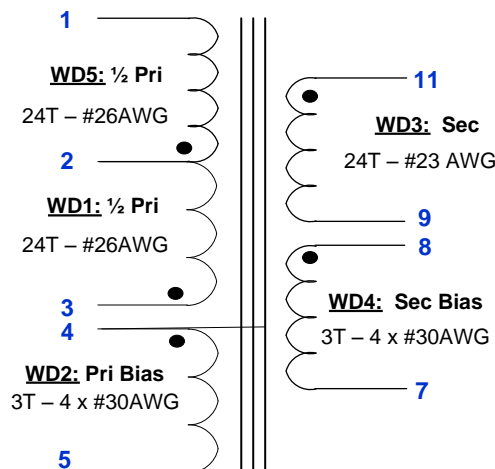 1
WD5: ½ Pri
24T – #26AWG
2
WD1: ½ Pri
24T – #26AWG
3
4
WD2: Pri Bias
3T – 4 x #30AWG
5
11
WD3: Sec
24T – #23 AWG
9
8
WD4: Sec Bias
3T – 4 x #30AWG
7